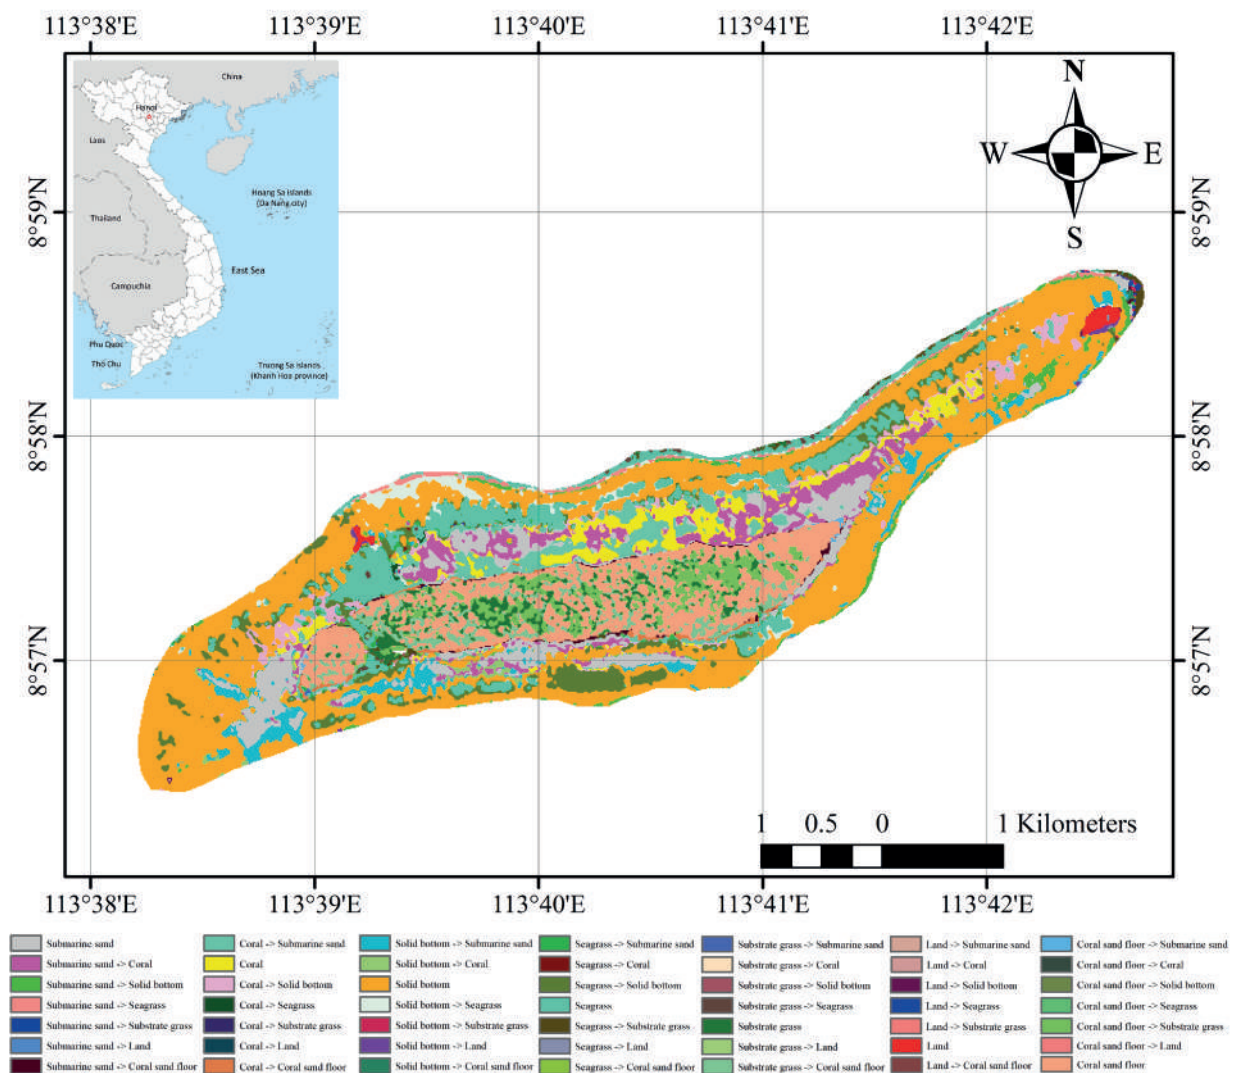 113°38'E 113°39'E 113°40'E 113°41'E 113°42'E
China
Hanoi
Laos
Hoang Sa islands
(Da Nang city)
Thailand
East Sea
Campuchia
Phu Quoc
Tho Chu
Truong Sa islands
(Khanh Hoa province)
N
W E
S
8°59'N 8°59'N
8°58'N 8°58'N
8°57'N 8°57'N
1 0.5 0 1 Kilometers
113°38'E 113°39'E 113°40'E 113°41'E 113°42'E
Submarine sand
Submarine sand -> Coral
Submarine sand -> Solid bottom
Submarine sand -> Seagrass
Submarine sand -> Substrate grass
Submarine sand -> Land
Submarine sand -> Coral sand floor
Coral -> Submarine sand
Coral
Coral -> Solid bottom
Coral -> Seagrass
Coral -> Substrate grass
Coral -> Land
Coral -> Coral sand floor
Solid bottom -> Submarine sand
Solid bottom -> Coral
Solid bottom
Solid bottom -> Seagrass
Solid bottom -> Substrate grass
Solid bottom -> Land
Solid bottom -> Coral sand floor
Seagrass -> Submarine sand
Seagrass -> Coral
Seagrass -> Solid bottom
Seagrass
Seagrass -> Substrate grass
Seagrass -> Land
Seagrass -> Coral sand floor
Substrate grass -> Submarine sand
Substrate grass -> Coral
Substrate grass -> Solid bottom
Substrate grass -> Seagrass
Substrate grass
Substrate grass -> Land
Substrate grass -> Coral sand floor
Land -> Submarine sand
Land -> Coral
Land -> Solid bottom
Land -> Seagrass
Land -> Substrate grass
Land
Land -> Coral sand floor
Coral sand floor -> Submarine sand
Coral sand floor -> Coral
Coral sand floor -> Solid bottom
Coral sand floor -> Seagrass
Coral sand floor -> Substrate grass
Coral sand floor -> Land
Coral sand floor